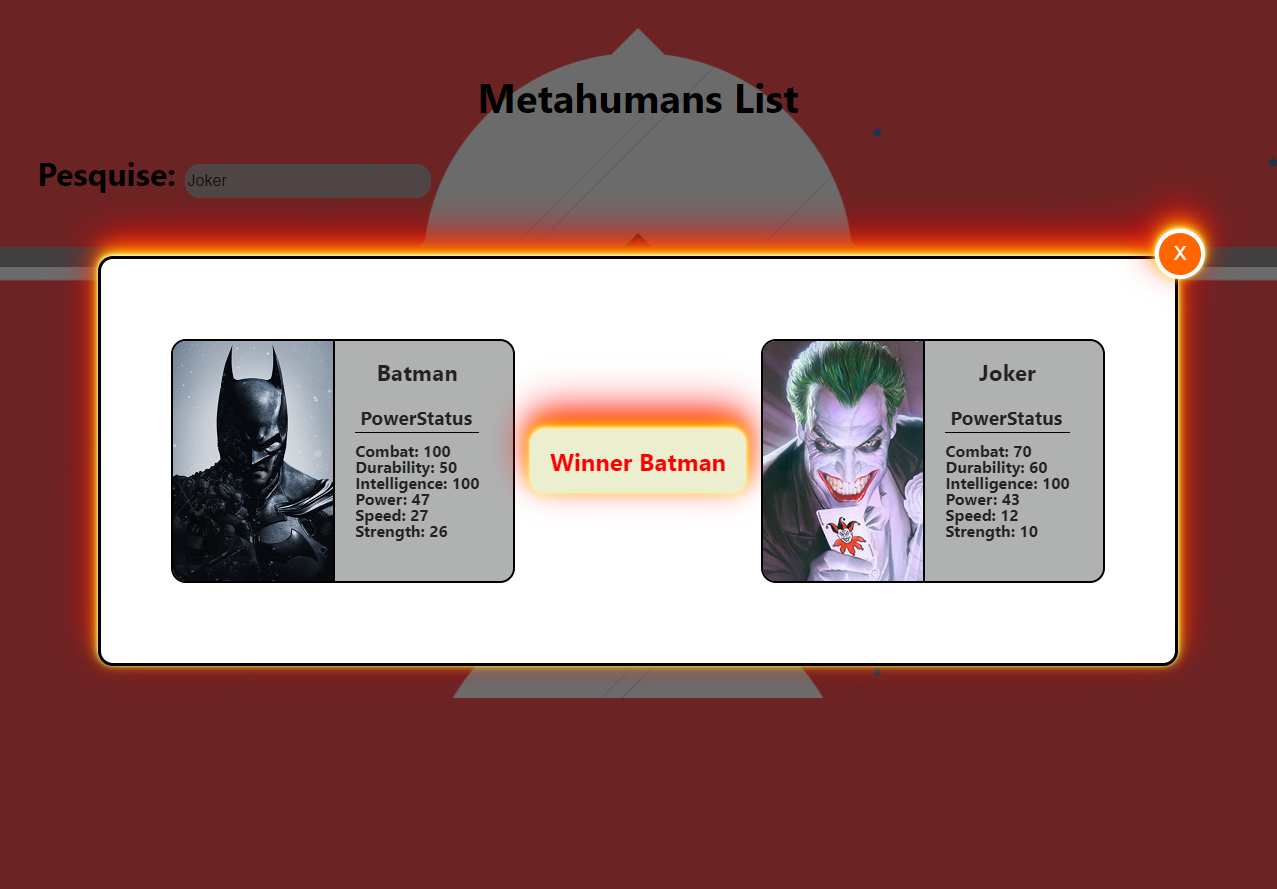 Metahumans List
Pesquise: Joker
X
Batman
PowerStatus
Combat: 100
Durability: 50
Intelligence: 100
Power: 47
Speed: 27
Strength: 26
Winner Batman
Joker
PowerStatus
Combat: 70
Durability: 60
Intelligence: 100
Power: 43
Speed: 12
Strength: 10